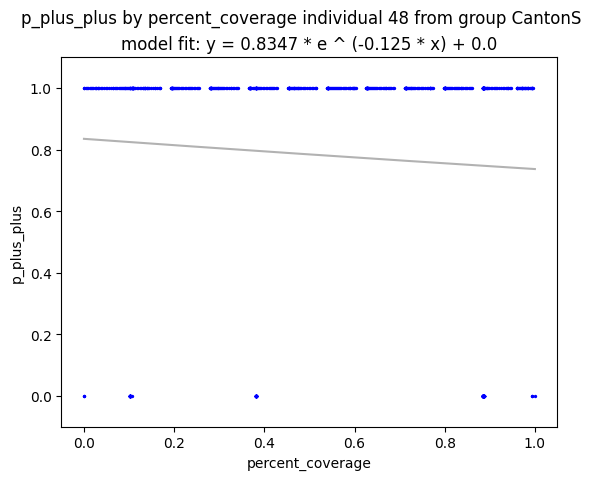 p_plus_plus by percent_coverage individual 48 from group CantonS
model fit: y = 0.8347 * e ^ (-0.125 * x) + 0.0
1.0
0.8
0.6
0.4
0.2
0.0
p_plus_plus
0.0 0.2 0.4 0.6 0.8 1.0
percent_coverage